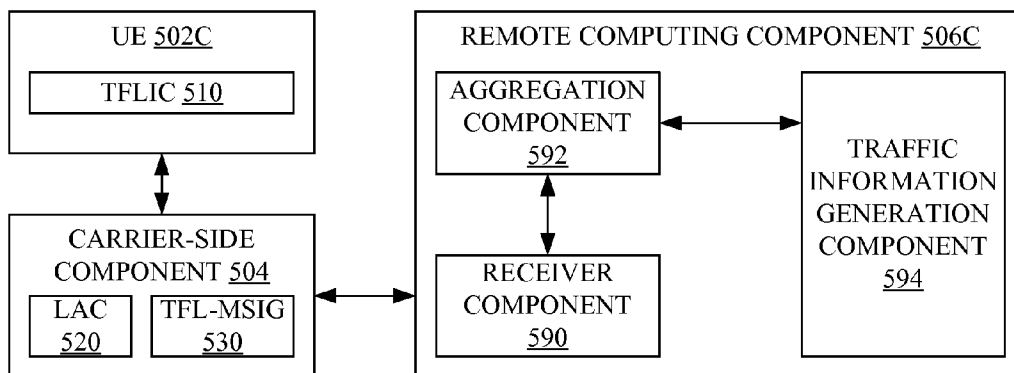 UE 502C
TFLIC 510
CARRIER-SIDE
COMPONENT 504
LAC
520
TFL-MSIG
530
REMOTE COMPUTING COMPONENT 506C
AGGREGATION
COMPONENT
592
RECEIVER
COMPONENT
590
TRAFFIC
INFORMATION
GENERATION
COMPONENT
594